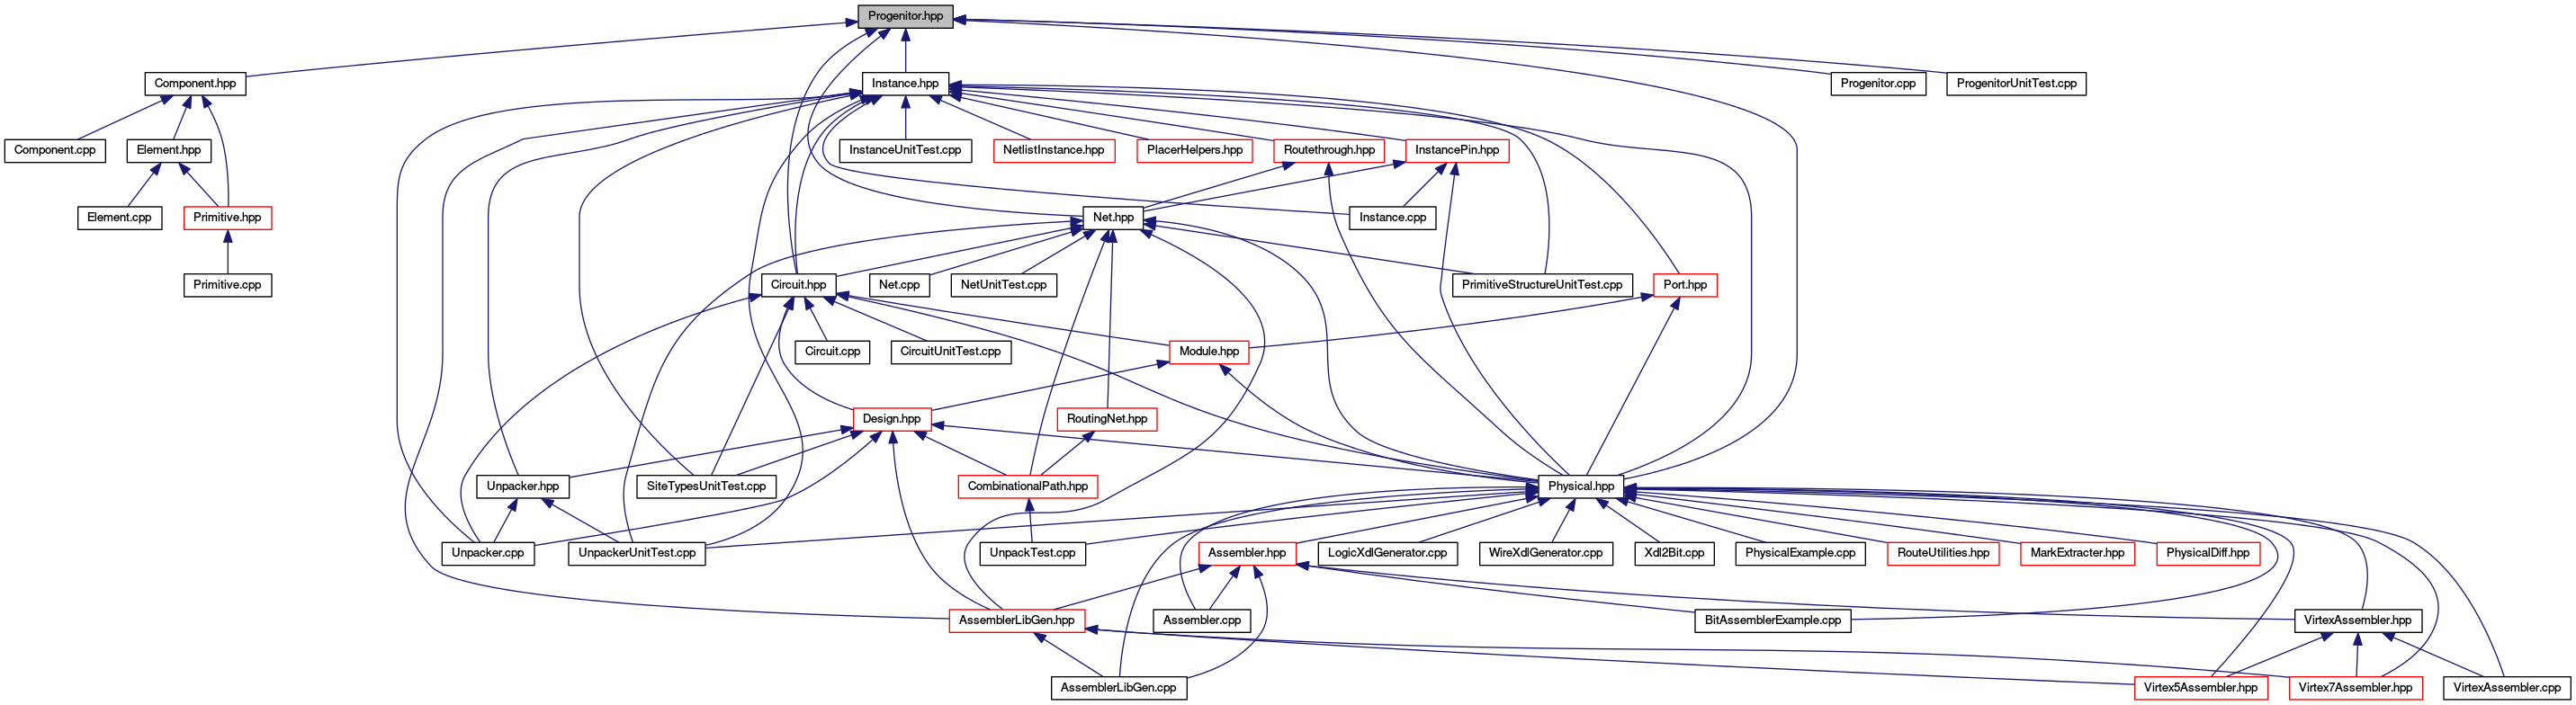 Progenitor.hpp
Component.hpp
Instance.hpp
Progenitor.cpp
ProgenitorUnitTest.cpp
Component.cpp
Element.hpp
InstanceUnitTest.cpp
NetlistInstance.hpp
PlacerHelpers.hpp
Routethrough.hpp
InstancePin.hpp
Element.cpp
Primitive.hpp
Net.hpp
Instance.cpp
Primitive.cpp
Circuit.hpp
Net.cpp
NetUnitTest.cpp
PrimitiveStructureUnitTest.cpp
Port.hpp
Circuit.cpp
CircuitUnitTest.cpp
Module.hpp
Design.hpp
RoutingNet.hpp
Unpacker.hpp
SiteTypesUnitTest.cpp
CombinationalPath.hpp
Physical.hpp
Unpacker.cpp
UnpackerUnitTest.cpp
UnpackTest.cpp
Assembler.hpp
LogicXdlGenerator.cpp
WireXdlGenerator.cpp
Xdl2Bit.cpp
PhysicalExample.cpp
RouteUtilities.hpp
MarkExtracter.hpp
PhysicalDiff.hpp
AssemblerLibGen.hpp
Assembler.cpp
BitAssemblerExample.cpp
VirtexAssembler.hpp
AssemblerLibGen.cpp
Virtex5Assembler.hpp
Virtex7Assembler.hpp
VirtexAssembler.cpp